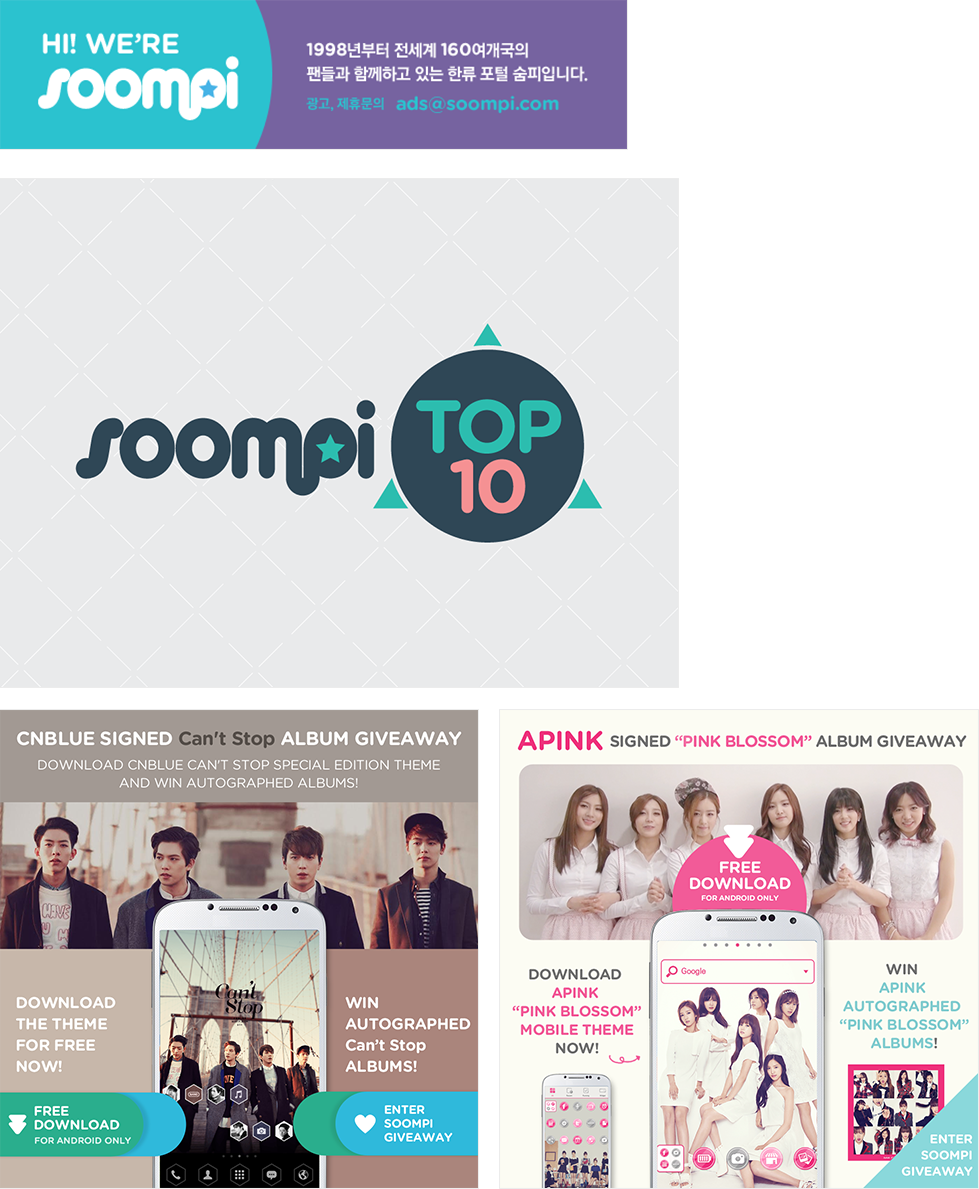 HI! WE'RE
soompi
1998년부터 전세계 160여개국의
팬들과 함께하고 있는 한류 포털 숨피입니다.
광고, 제휴문의 ads@soompi.com
soompi
TOP
10
CNBLUE SIGNED Can't Stop ALBUM GIVEAWAY
DOWNLOAD CNBLUE CAN'T STOP SPECIAL EDITION THEME
AND WIN AUTOGRAPHED ALBUMS!
Can't
Stop
DOWNLOAD
THE THEME
FOR FREE
NOW!
WIN
AUTOGRAPHED
Can't Stop
ALBUMS!
FREE
DOWNLOAD
FOR ANDROID ONLY
ENTER
SOOMPI
GIVEAWAY
APINK SIGNED “PINK BLOSSOM” ALBUM GIVEAWAY
FREE
DOWNLOAD
FOR ANDROID ONLY
Google
DOWNLOAD
APINK
“PINK BLOSSOM”
MOBILE THEME
NOW!
WIN
APINK
AUTOGRAPHED
“PINK BLOSSOM”
ALBUMS!
ENTER
SOOMPI
GIVEAWAY